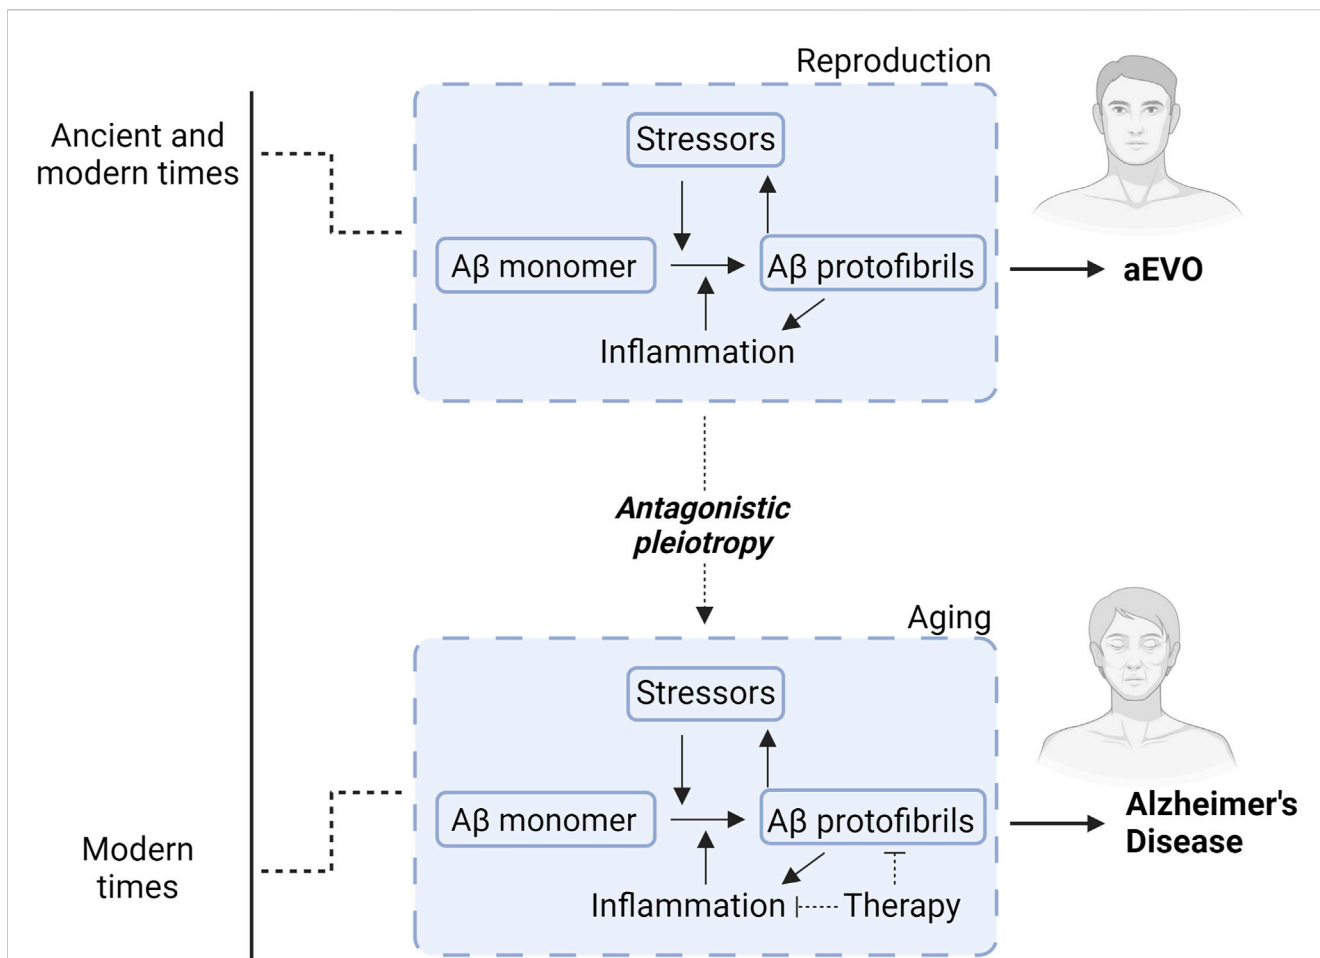 Reproduction
Ancient and
modern times
Stressors
Aβ monomer
Aβ protofibrils
aEVO
Inflammation
Antagonistic
pleiotropy
Aging
Stressors
Aβ monomer
Aβ protofibrils
Alzheimer's
Disease
Modern
times
Inflammation
Therapy